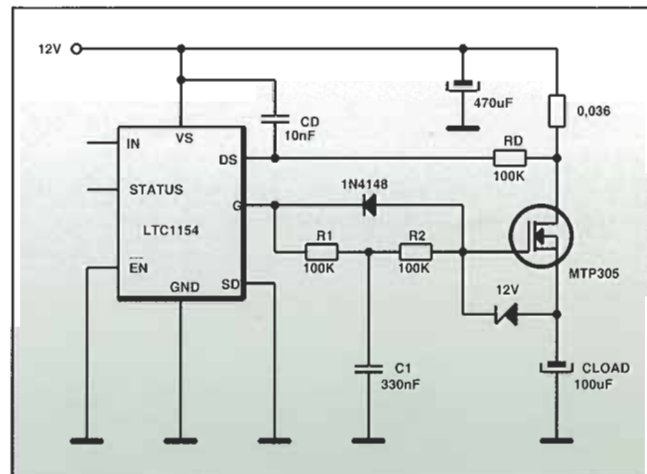 12V
470uF
0,036
CD
10nF
VS
IN
DS
RD
100K
STATUS
1N4148
G
LTC1154
R1
100K
R2
100K
MTP305
EN
SD
12V
GND
C1
330nF
CLOAD
100uF